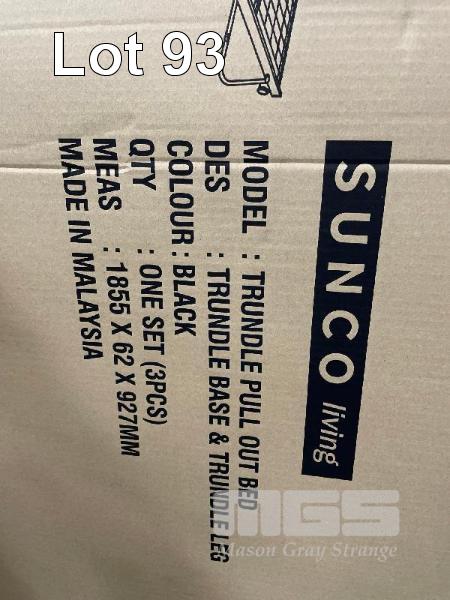 Lot 93
SUNCO living
MODEL : TRUNDLE PULL OUT BED
DES : TRUNDLE BASE & TRUNDLE LEG
COLOUR : BLACK
QTY : ONE SET (3PCS)
MEAS : 1855 X 62 X 927MM
MADE IN MALAYSIA
MGS
Mason Gray Strange